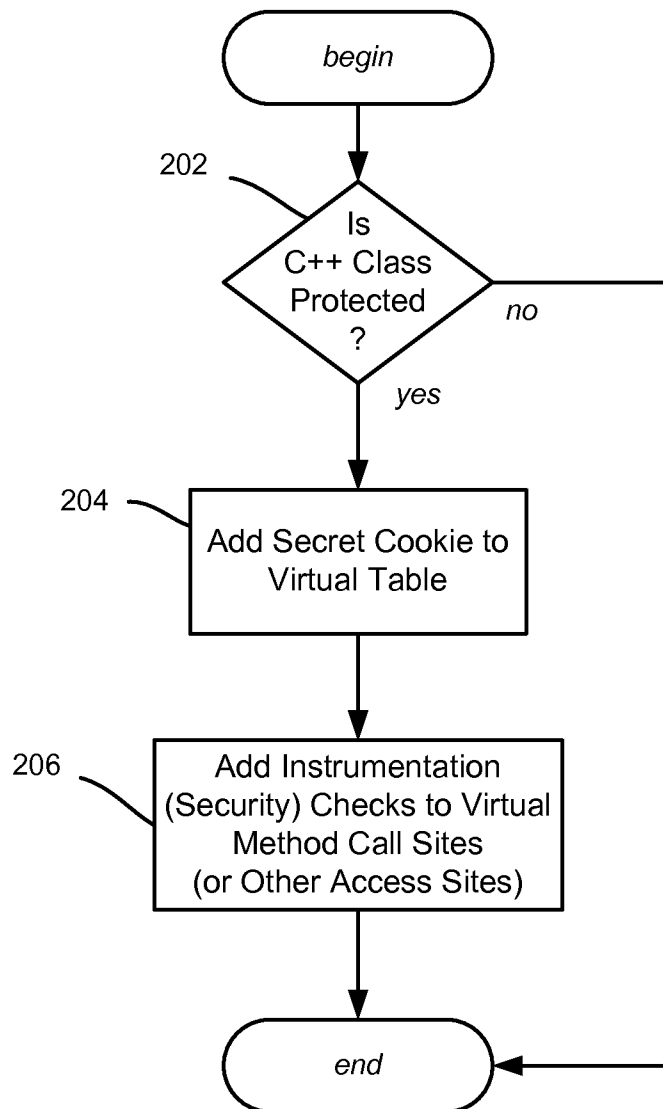 begin
202
Is
C++ Class
Protected
?
no
yes
204
Add Secret Cookie to
Virtual Table
206
Add Instrumentation
(Security) Checks to Virtual
Method Call Sites
(or Other Access Sites)
end